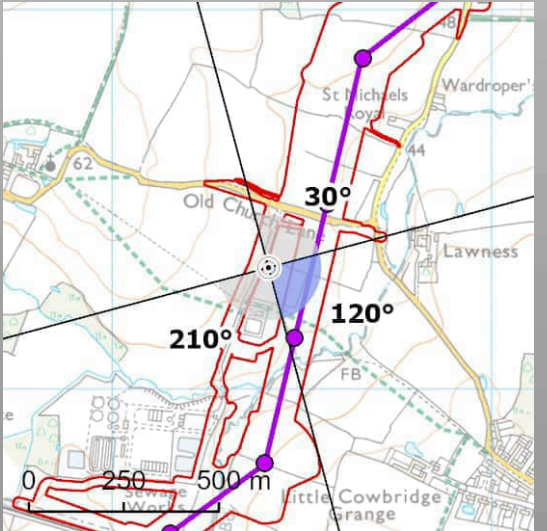 48
Wardroper's
St Michaels
Royal
44
62
30°
Old Church Lane
Lawness
120°
210°
FB
0 250 500 m
Sewage
Works
Little Cowbridge
Grange